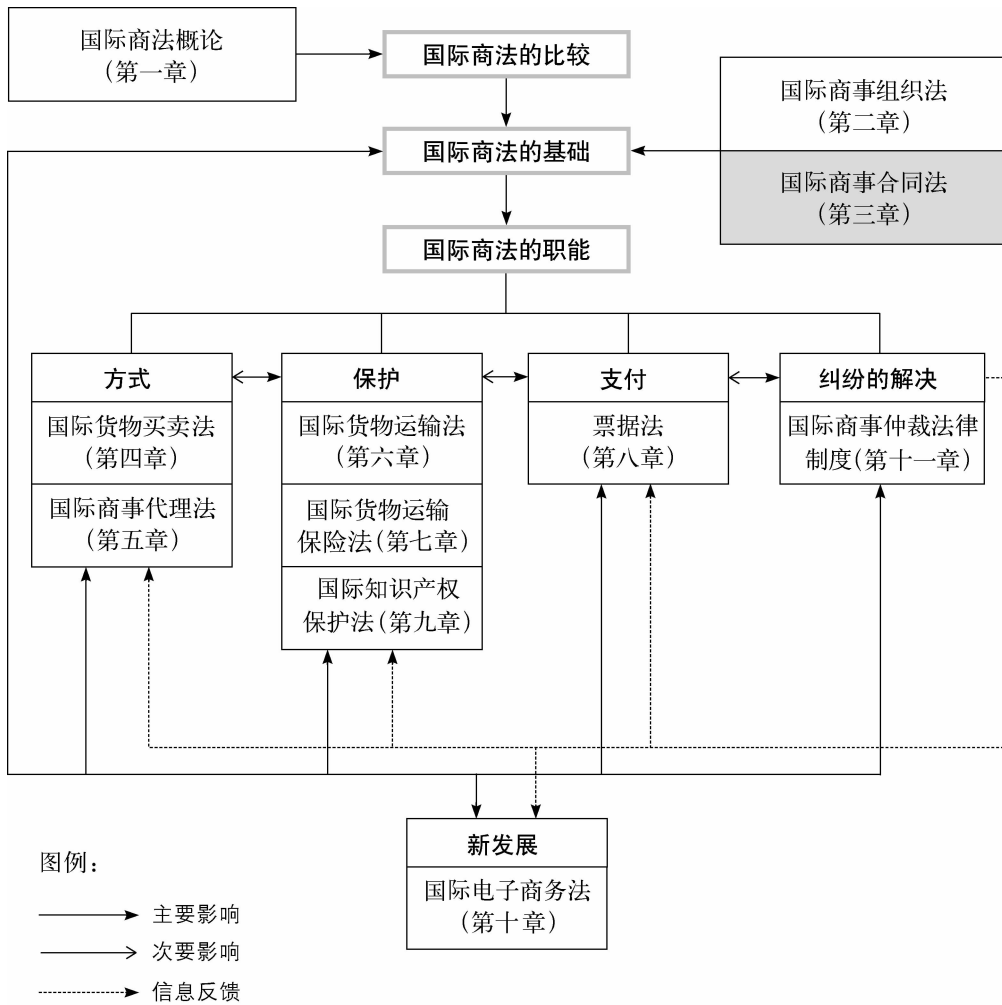 国际商法概论
(第一章)
国际商法的比较
国际商事组织法
(第二章)
国际商法的基础
国际商事合同法
(第三章)
国际商法的职能
方式
国际货物买卖法
(第四章)
国际商事代理法
(第五章)
保护
国际货物运输法
(第六章)
国际货物运输
保险法(第七章)
国际知识产权
保护法(第九章)
支付
票据法
(第八章)
纠纷的解决
国际商事仲裁法律
制度(第十一章)
新发展
国际电子商务法
(第十章)
图例：
主要影响
次要影响
信息反馈